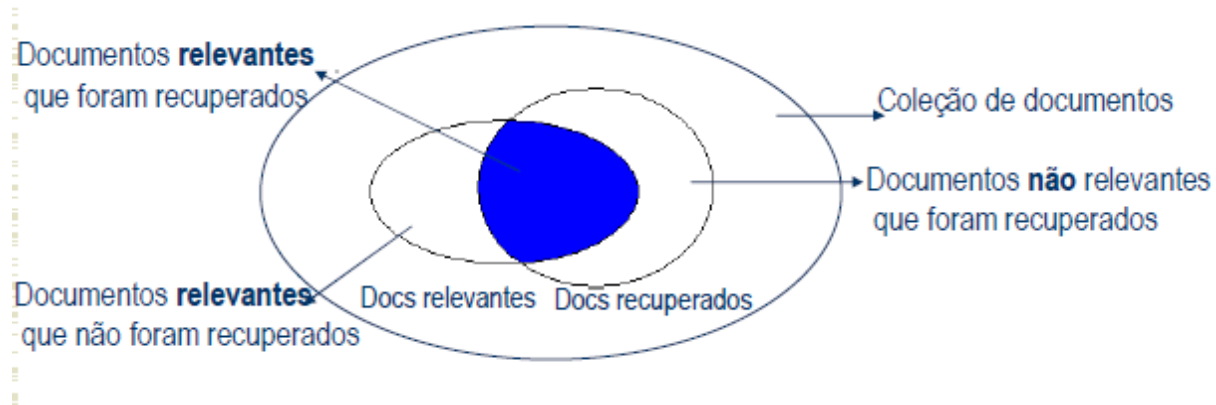 Documentos relevantes
que foram recuperados
Coleção de documentos
Documentos não relevantes
que foram recuperados
Documentos relevantes
que não foram recuperados
Docs relevantes
Docs recuperados